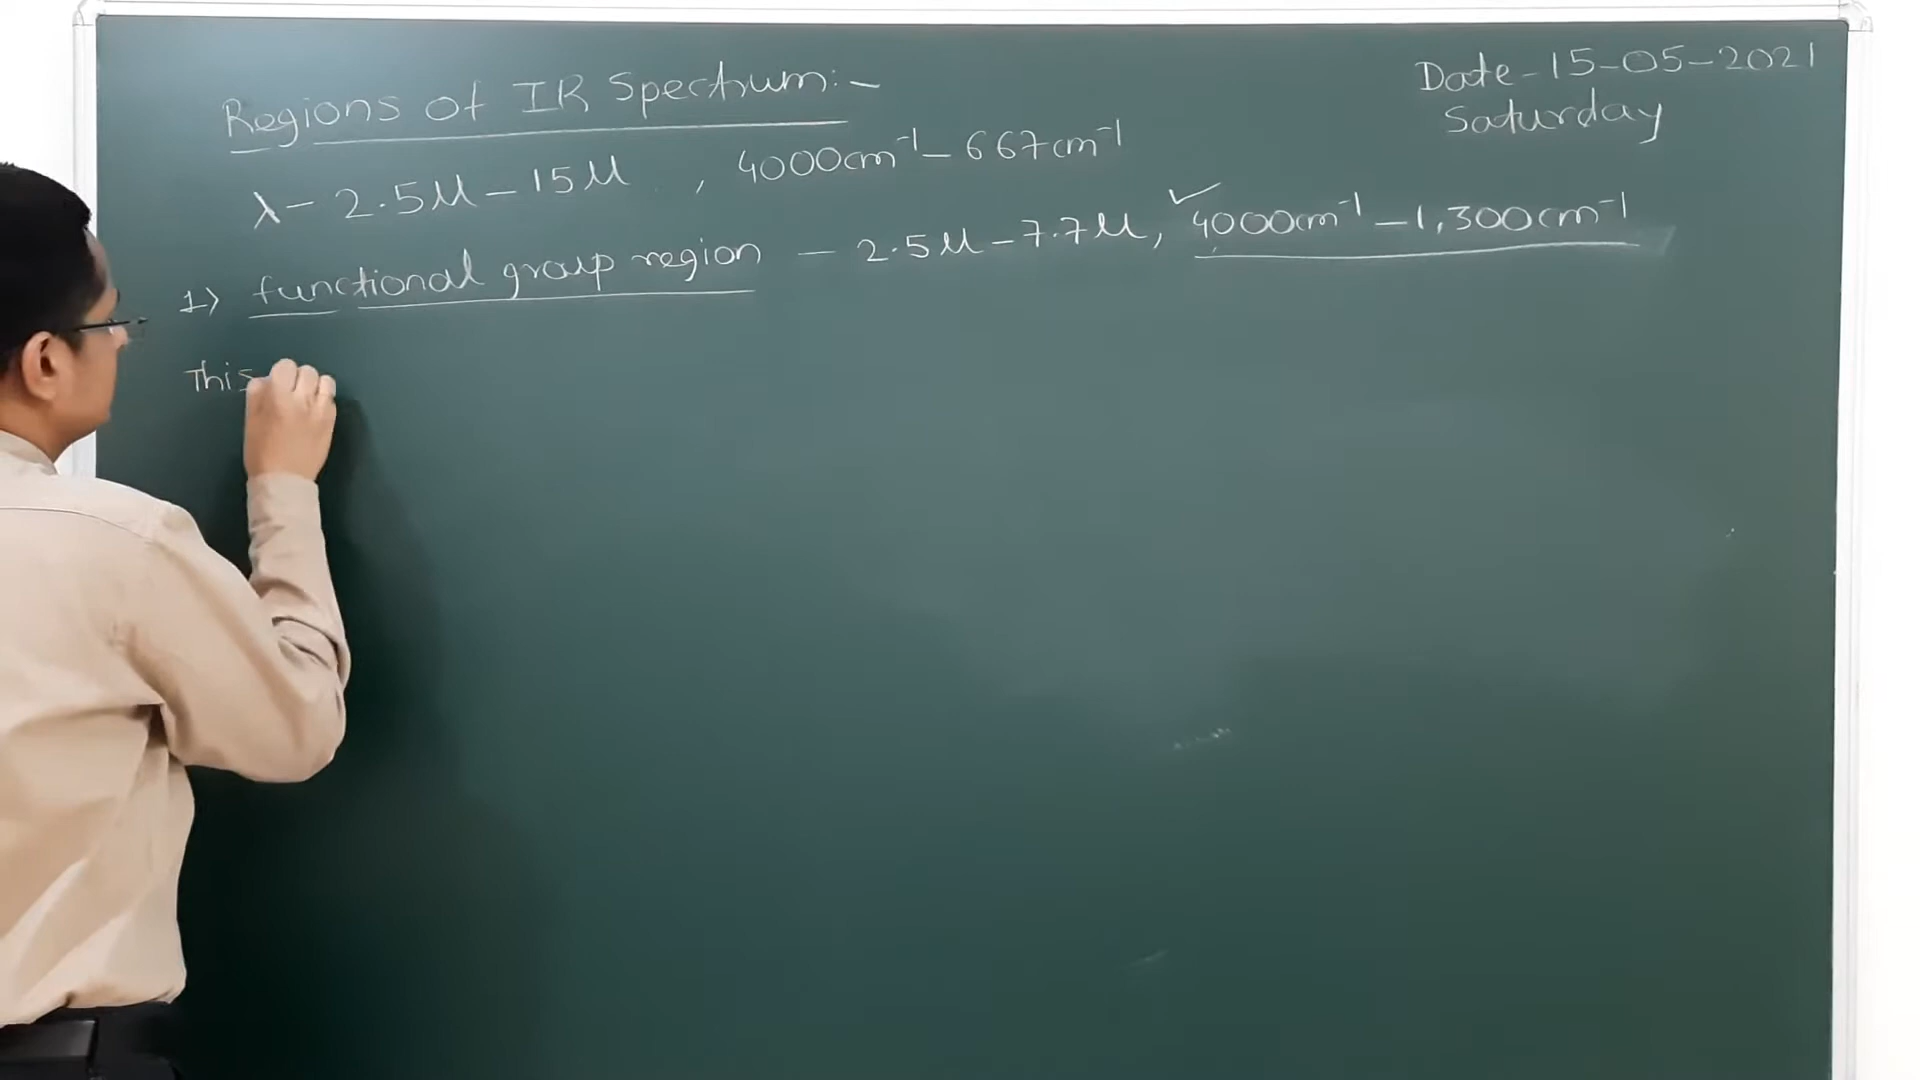 Regions of IR Spectrum:-
Date-15-05-2021
Saturday
λ- 2.5μ-15μ , 4000cm⁻¹-667cm⁻¹
1) functional group region - 2.5μ-7.7μ, ✓4000cm⁻¹-1,300cm⁻¹
This